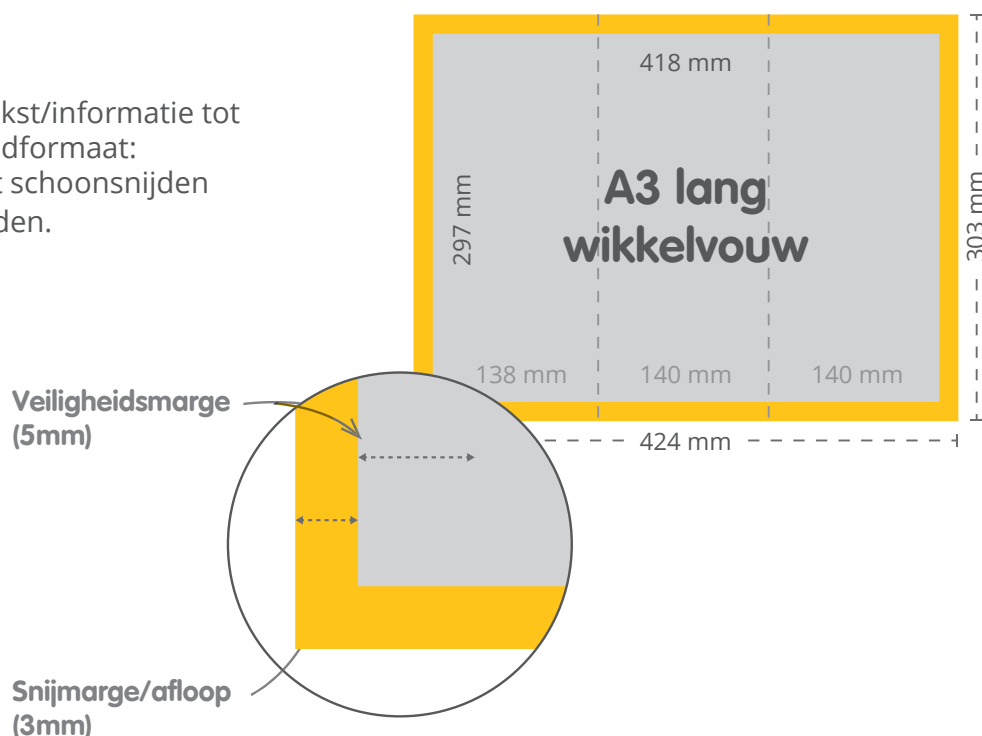 418 mm
kst/informatie tot
dformaat:
t schoonsnijden
den.
A3 lang
wikkelvouw
297 mm
303 mm
138 mm
140 mm
140 mm
424 mm
Veiligheidsmarge
(5mm)
Snijmarge/afloop
(3mm)